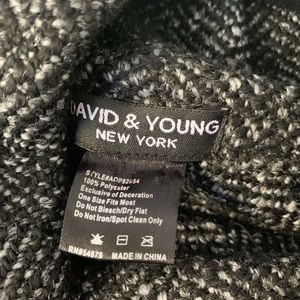 DAVID & YOUNG
NEW YORK
100% Polyester
Exclusive of Decoration
One Size Fits Most
Do Not Bleach/Dry Flat
Do Not Iron/Spot Clean Only
RN#54976 MADE IN CHINA